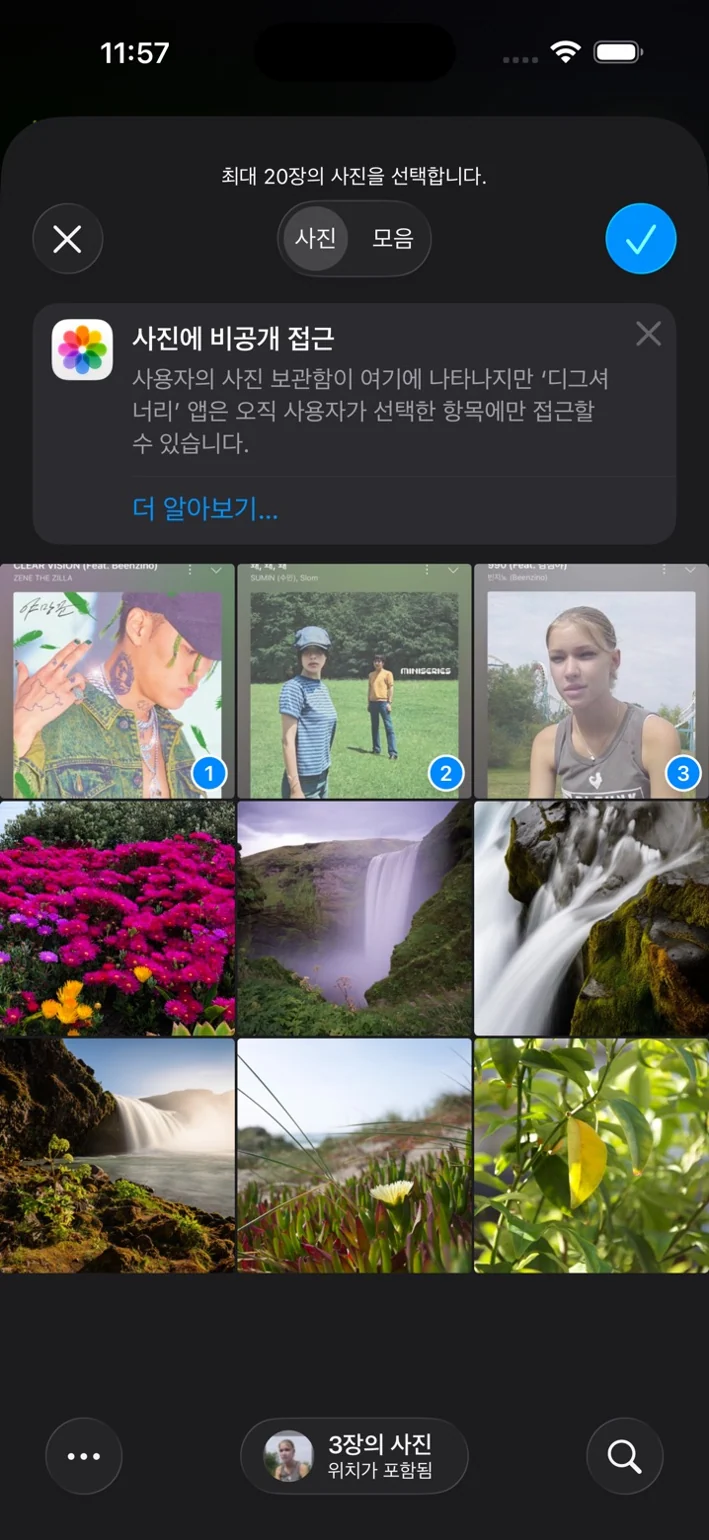 11:57
최대 20장의 사진을 선택합니다.
사진 모음
사진에 비공개 접근
사용자의 사진 보관함이 여기에 나타나지만 ‘디그셔
너리’ 앱은 오직 사용자가 선택한 항목에만 접근할
수 있습니다.
더 알아보기...
CLEAR VISION (Feat. Beenzino)
ZENE THE ZILLA
SUMIN (수민), Slom
빈지노 (Beenzino)
MINISERIES
1
2
3
3장의 사진
위치가 포함됨